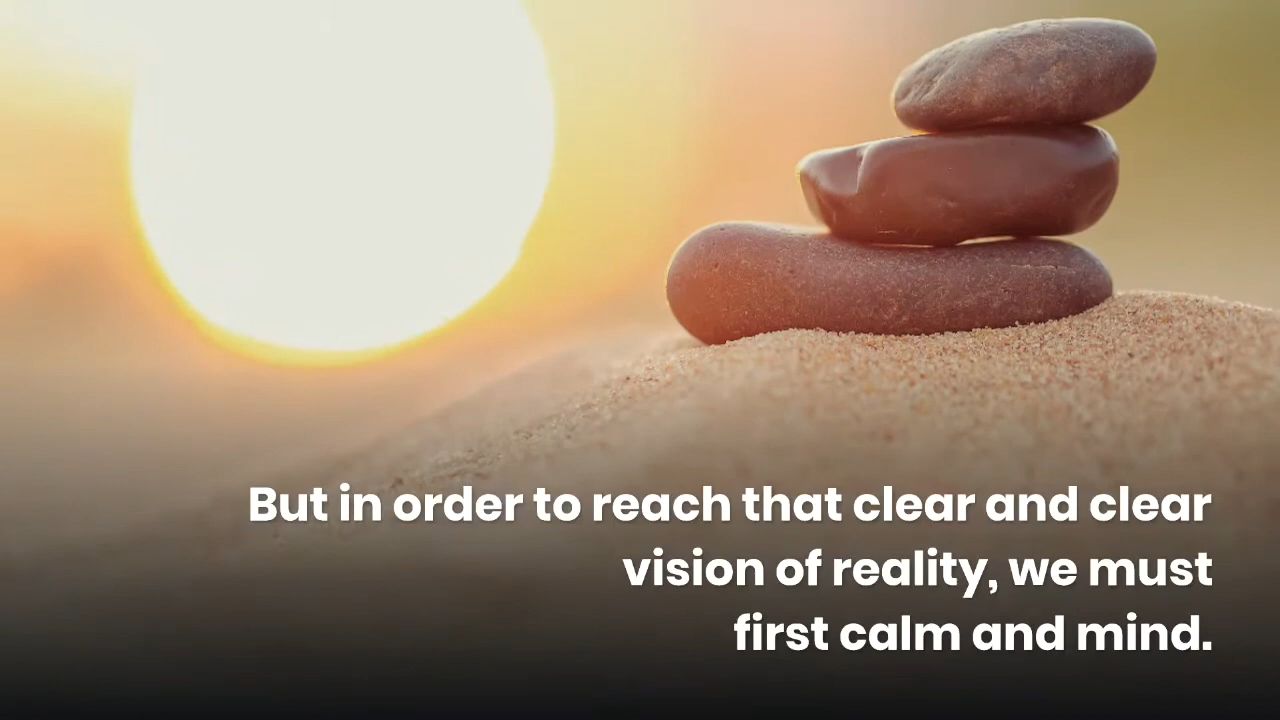 But in order to reach that clear and clear
vision of reality, we must
first calm and mind.